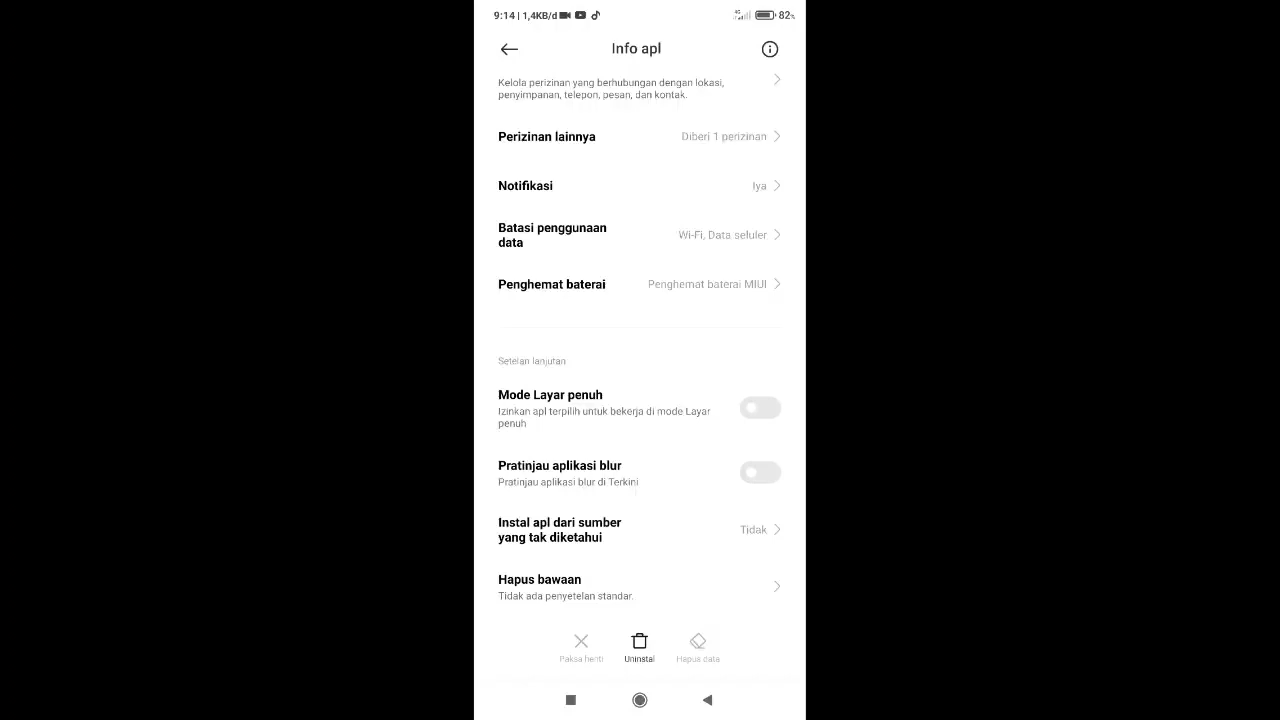 9:14 | 1,4KB/d
4G
82%
Info apl
Kelola perizinan yang berhubungan dengan lokasi,
penyimpanan, telepon, pesan, dan kontak.
Perizinan lainnya
Diberi 1 perizinan
Notifikasi
Iya
Batasi penggunaan
data
Wi-Fi, Data seluler
Penghemat baterai
Penghemat baterai MIUI
Setelan lanjutan
Mode Layar penuh
Izinkan apl terpilih untuk bekerja di mode Layar
penuh
Pratinjau aplikasi blur
Pratinjau aplikasi blur di Terkini
Instal apl dari sumber
yang tak diketahui
Tidak
Hapus bawaan
Tidak ada penyetelan standar.
Paksa henti
Uninstal
Hapus data